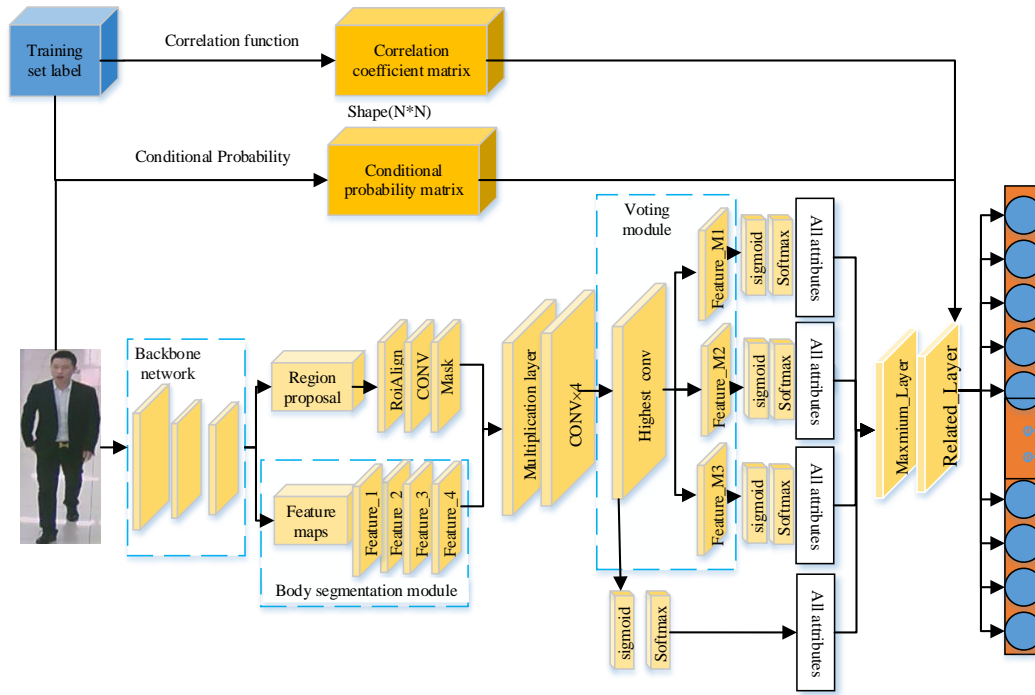 Training
set label
Correlation function
Correlation
coefficient matrix
Shape(N*N)
Conditional Probability
Conditional
probability matrix
Voting
module
Backbone
network
Region
proposal
RoiAlign
CONV
Mask
Feature
maps
Feature_1
Feature_2
Feature_3
Feature_4
Body segmentation module
Multiplication layer
CONV×4
Highest conv
Feature_M1
sigmoid
Softmax
All attributes
Feature_M2
sigmoid
Softmax
All attributes
Feature_M3
sigmoid
Softmax
All attributes
sigmoid
Softmax
All attributes
Maxmium_Layer
Related_Layer